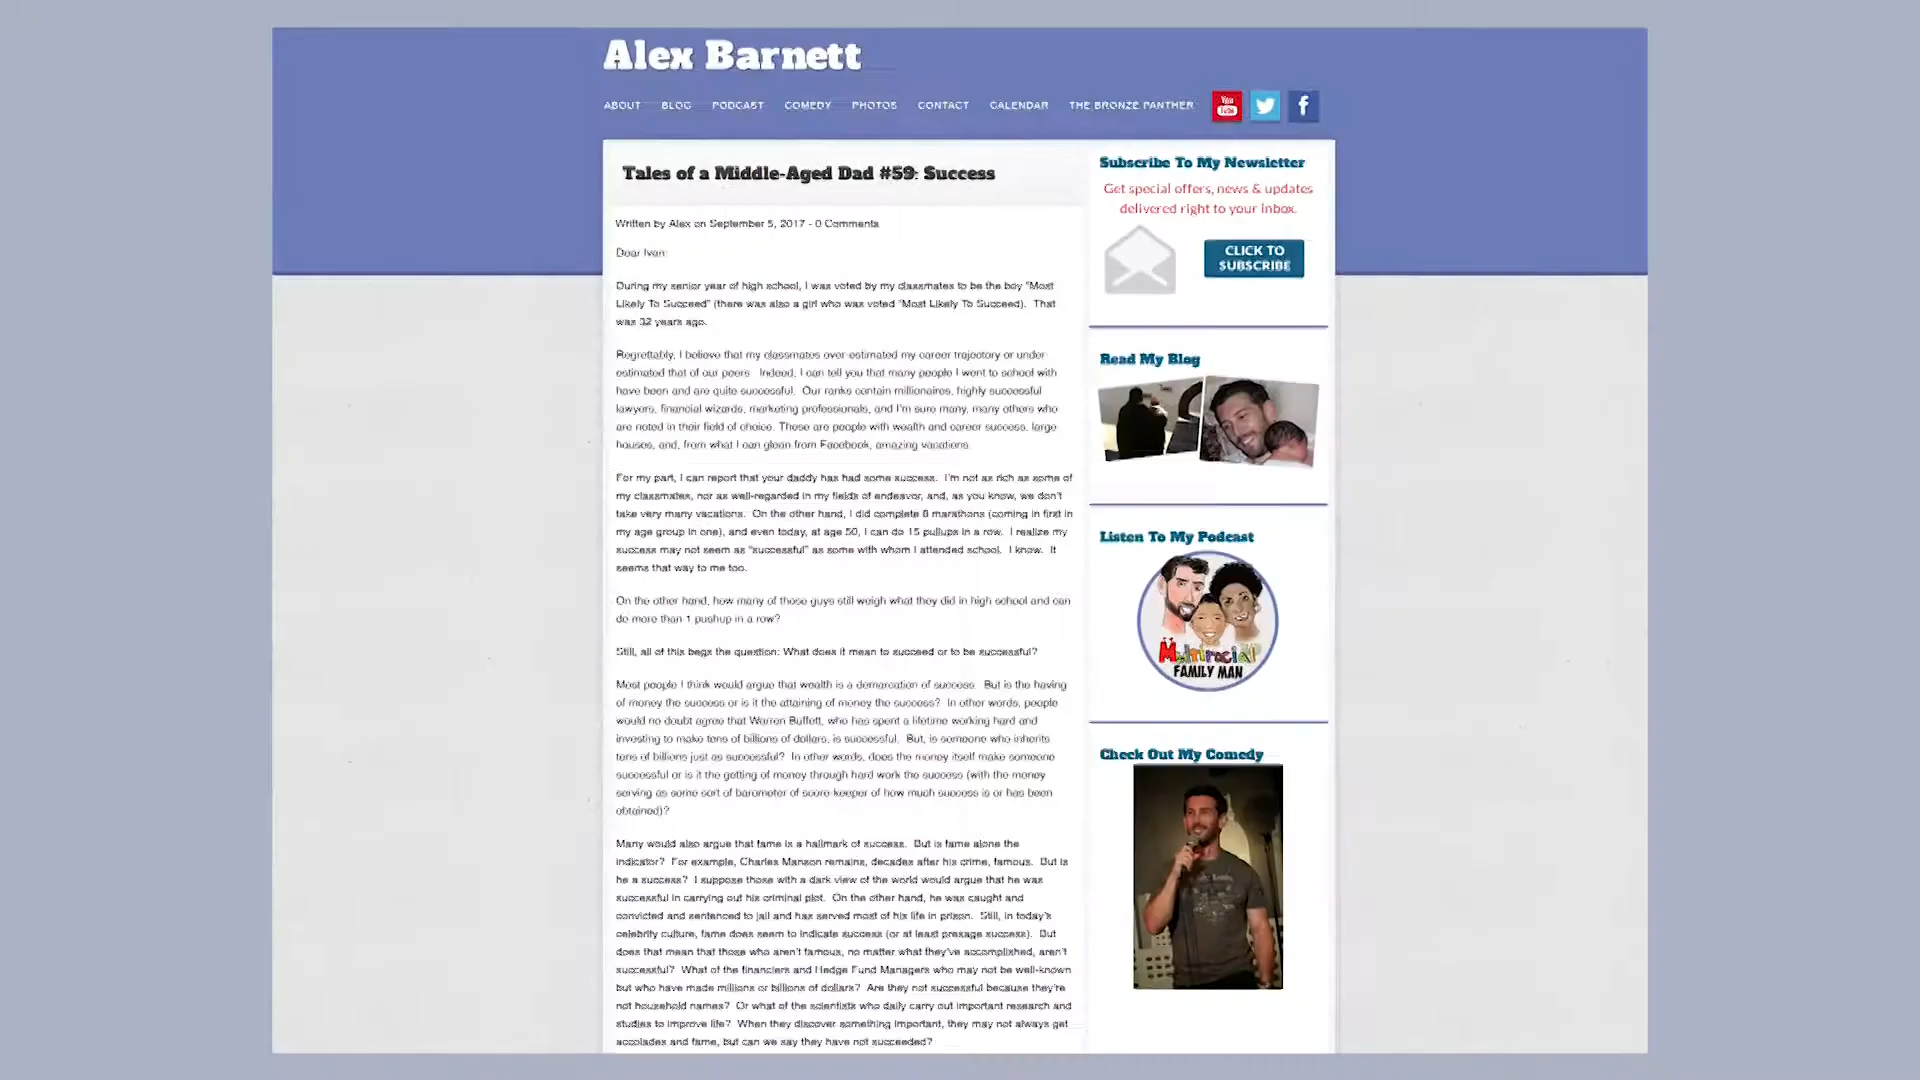 Alex Barnett
ABOUT BLOG PODCAST COMEDY PHOTOS CONTACT CALENDAR THE BRONZE PANTHER You Tube f
Tales of a Middle-Aged Dad #59: Success
Written by Alex on September 5, 2017 - 0 Comments
Dear Ivan:
During my senior year of high school, I was voted by my classmates to be the boy "Most
Likely To Succeed" (there was also a girl who was voted "Most Likely To Succeed). That
was 32 years ago.
Regrettably, I believe that my classmates over-estimated my career trajectory or under-
estimated that of our peers. Indeed, I can tell you that many people I went to school with
have been and are quite successful. Our ranks contain millionaires, highly successful
lawyers, financial wizards, marketing professionals, and I'm sure many, many others who
are noted in their field of choice. These are people with wealth and career success, large
houses, and, from what I can glean from Facebook, amazing vacations.
For my part, I can report that your daddy has had some success. I'm not as rich as some of
my classmates, nor as well-regarded in my fields of endeavor, and, as you know, we don't
take very many vacations. On the other hand, I did complete 8 marathons (coming in first in
my age group in one), and even today, at age 50, I can do 15 pullups in a row. I realize my
success may not seem as "successful" as some with whom I attended school. I know. It
seems that way to me too.
On the other hand, how many of those guys still weigh what they did in high school and can
do more than 1 pushup in a row?
Still, all of this begs the question: What does it mean to succeed or to be successful?
Most people I think would argue that wealth is a demarcation of success. But is the having
of money the success or is it the attaining of money the success? In other words, people
would no doubt agree that Warren Buffett, who has spent a lifetime working hard and
investing to make tens of billions of dollars, is successful. But, is someone who inherits
tens of billions just as successful? In other words, does the money itself make someone
successful or is it the getting of money through hard work the success (with the money
serving as some sort of barometer of score-keeper of how much success is or has been
obtained)?
Many would also argue that fame is a hallmark of success. But is fame alone the
indicator? For example, Charles Manson remains, decades after his crime, famous. But is
he a success? I suppose those with a dark view of the world would argue that he was
successful in carrying out his criminal plot. On the other hand, he was caught and
convicted and sentenced to jail and has served most of his life in prison. Still, in today's
celebrity culture, fame does seem to indicate success (or at least presage success). But
does that mean that those who aren't famous, no matter what they've accomplished, aren't
successful? What of the financiers and Hedge Fund Managers who may not be well-known
but who have made millions or billions of dollars? Are they not successful because they're
not household names? Or what of the scientists who daily carry out important research and
studies to improve life? When they discover something important, they may not always get
accolades and fame, but can we say they have not succeeded?
Subscribe To My Newsletter
Get special offers, news & updates
delivered right to your inbox.
CLICK TO
SUBSCRIBE
Read My Blog
Listen To My Podcast
Multiracial
FAMILY MAN
Check Out My Comedy